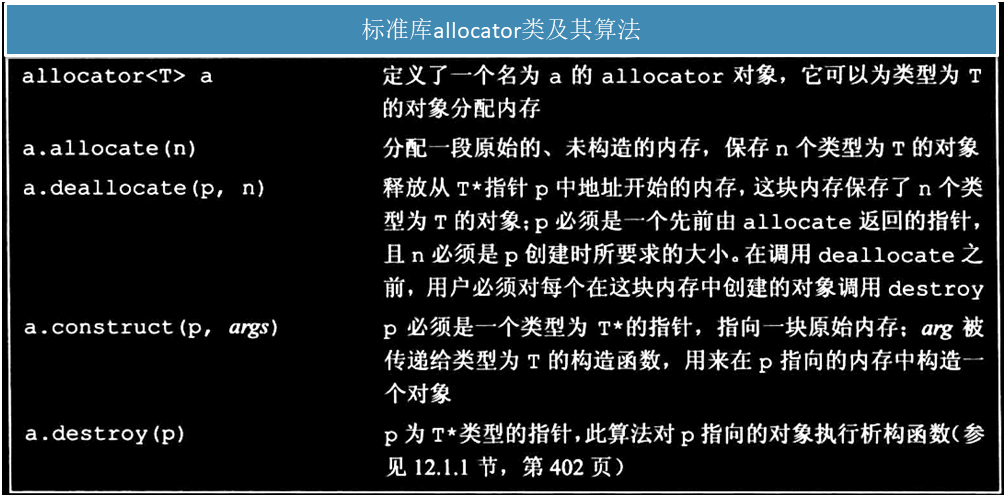 标准库allocator类及其算法
allocator<T> a
定义了一个名为 a 的 allocator 对象，它可以为类型为 T
的对象分配内存
a.allocate(n)
分配一段原始的、未构造的内存，保存 n 个类型为 T 的对象
a.deallocate(p, n)
释放从 T*指针 p 中地址开始的内存，这块内存保存了 n 个类
型为 T 的对象；p 必须是一个先前由 allocate 返回的指针，
且 n 必须是 p 创建时所要求的大小。在调用 deallocate 之
前，用户必须对每个在这块内存中创建的对象调用 destroy
a.construct(p, args)
p 必须是一个类型为 T*的指针，指向一块原始内存；arg 被
传递给类型为 T 的构造函数，用来在 p 指向的内存中构造一
个对象
a.destroy(p)
p 为 T*类型的指针，此算法对 p 指向的对象执行析构函数（参
见 12.1.1 节，第 402 页）